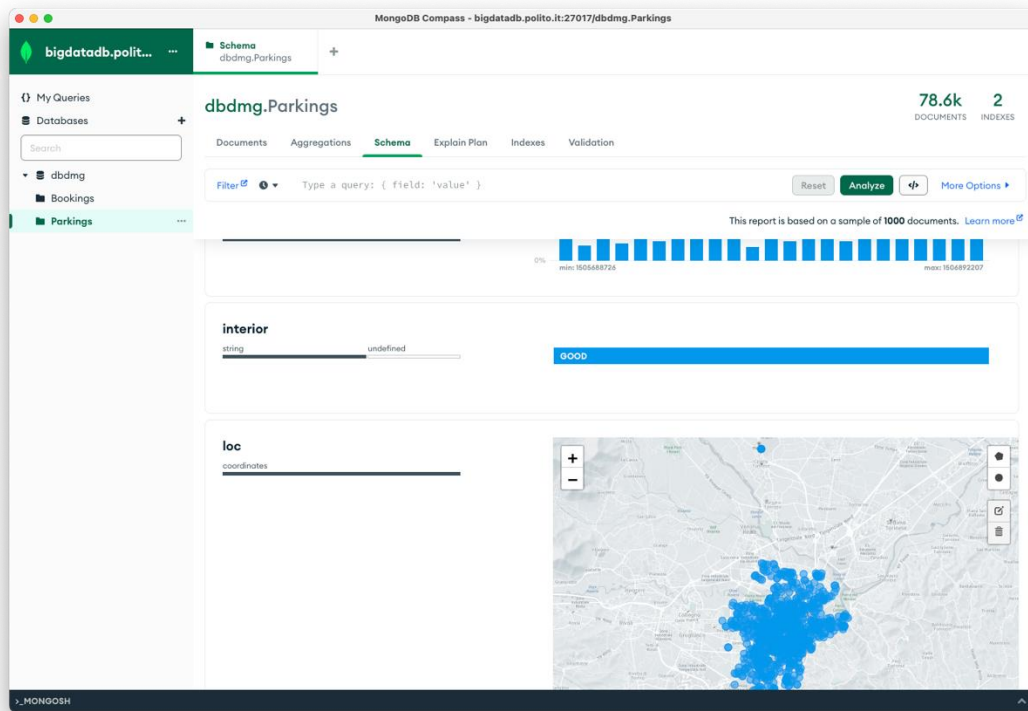 MongoDB Compass - bigdatadb.polito.it:27017/dbdmg.Parkings
bigdatadb.polit... ...
Schema
dbdmg.Parkings
+
{} My Queries
Databases +
Search
dbdmg
Bookings
Parkings ...
dbdmg.Parkings
78.6k
DOCUMENTS
2
INDEXES
Documents Aggregations Schema Explain Plan Indexes Validation
Filter Type a query: { field: 'value' } Reset Analyze </> More Options
This report is based on a sample of 1000 documents. Learn more
0%
min: 1505688726 max: 1506892207
interior
string undefined
GOOD
loc
coordinates
+
−
>_MONGOSH